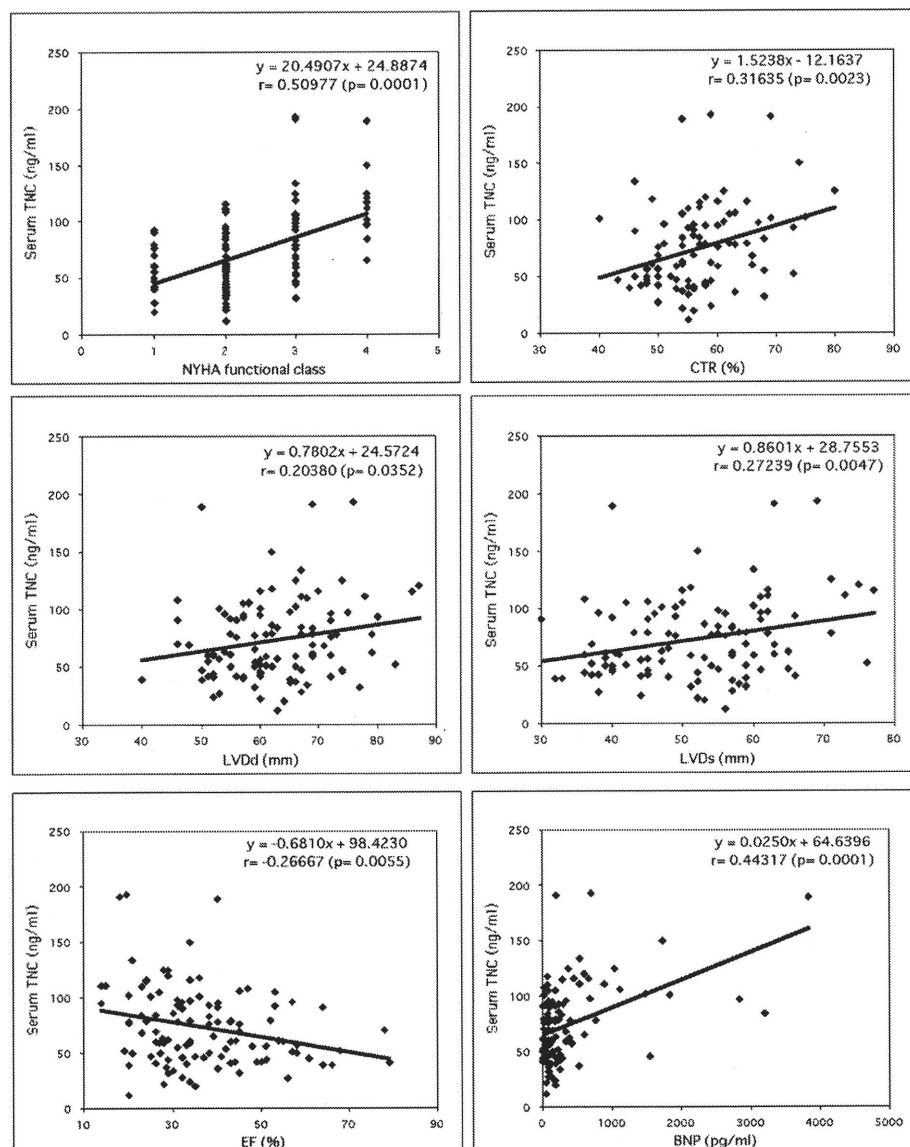 250
200
150
100
50
0
Serum TNC (ng/ml)
y = 20.4907x + 24.8874
r= 0.50977 (p= 0.0001)
0 1 2 3 4 5
NYHA functional class
250
200
150
100
50
0
Serum TNC (ng/ml)
y = 1.5238x - 12.1637
r= 0.31635 (p= 0.0023)
30 40 50 60 70 80 90
CTR (%)
250
200
150
100
50
0
Serum TNC (ng/ml)
y = 0.7802x + 24.5724
r= 0.20380 (p= 0.0352)
30 40 50 60 70 80 90
LVDd (mm)
250
200
150
100
50
0
Serum TNC (ng/ml)
y = 0.8601x + 28.7553
r= 0.27239 (p= 0.0047)
30 40 50 60 70 80
LVDs (mm)
250
200
150
100
50
0
Serum TNC (ng/ml)
y = -0.6810x + 98.4230
r= -0.26667 (p= 0.0055)
10 30 50 70 90
EF (%)
250
200
150
100
50
0
Serum TNC (ng/ml)
y = 0.0250x + 64.6396
r= 0.44317 (p= 0.0001)
0 1000 2000 3000 4000 5000
BNP (pg/ml)